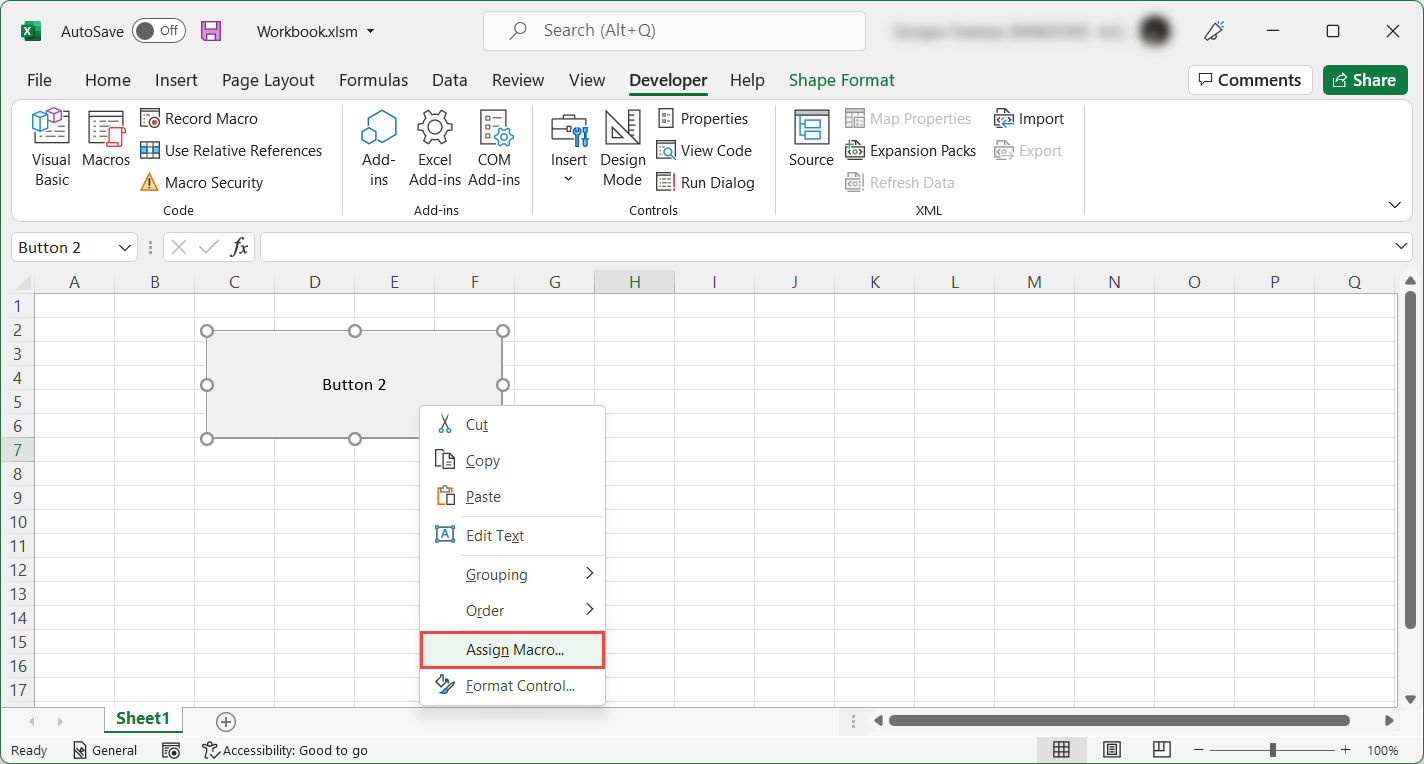 AutoSave Off Workbook.xlsm Search (Alt+Q)
File Home Insert Page Layout Formulas Data Review View Developer Help Shape Format Comments Share
Visual Basic
Macros
Record Macro
Use Relative References
Macro Security
Code
Add-ins
Excel Add-ins
COM Add-ins
Add-ins
Insert
Design Mode
Properties
View Code
Run Dialog
Controls
Source
Map Properties
Expansion Packs
Refresh Data
Import
Export
XML
Button 2 fx
A B C D E F G H I J K L M N O P Q
1
2
3
4
5
6
7
8
9
10
11
12
13
14
15
16
17
Button 2
Cut
Copy
Paste
Edit Text
Grouping
Order
Assign Macro...
Format Control...
Sheet1
Ready General Accessibility: Good to go 100%